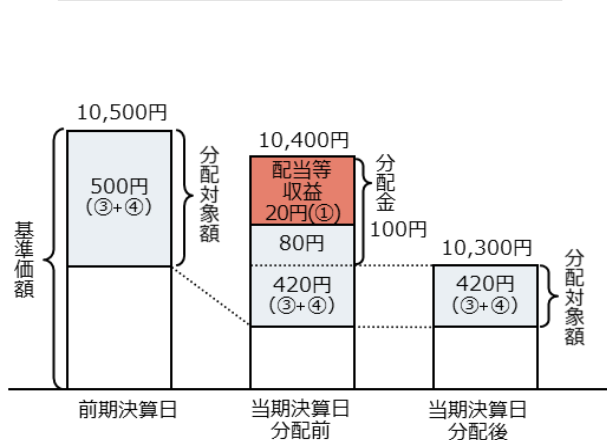 10,500円
500円
(③+④)
分配対象額
基準価額
10,400円
配当等
収益
20円(①)
80円
420円
(③+④)
分配金
100円
10,300円
420円
(③+④)
分配対象額
前期決算日
当期決算日
分配前
当期決算日
分配後